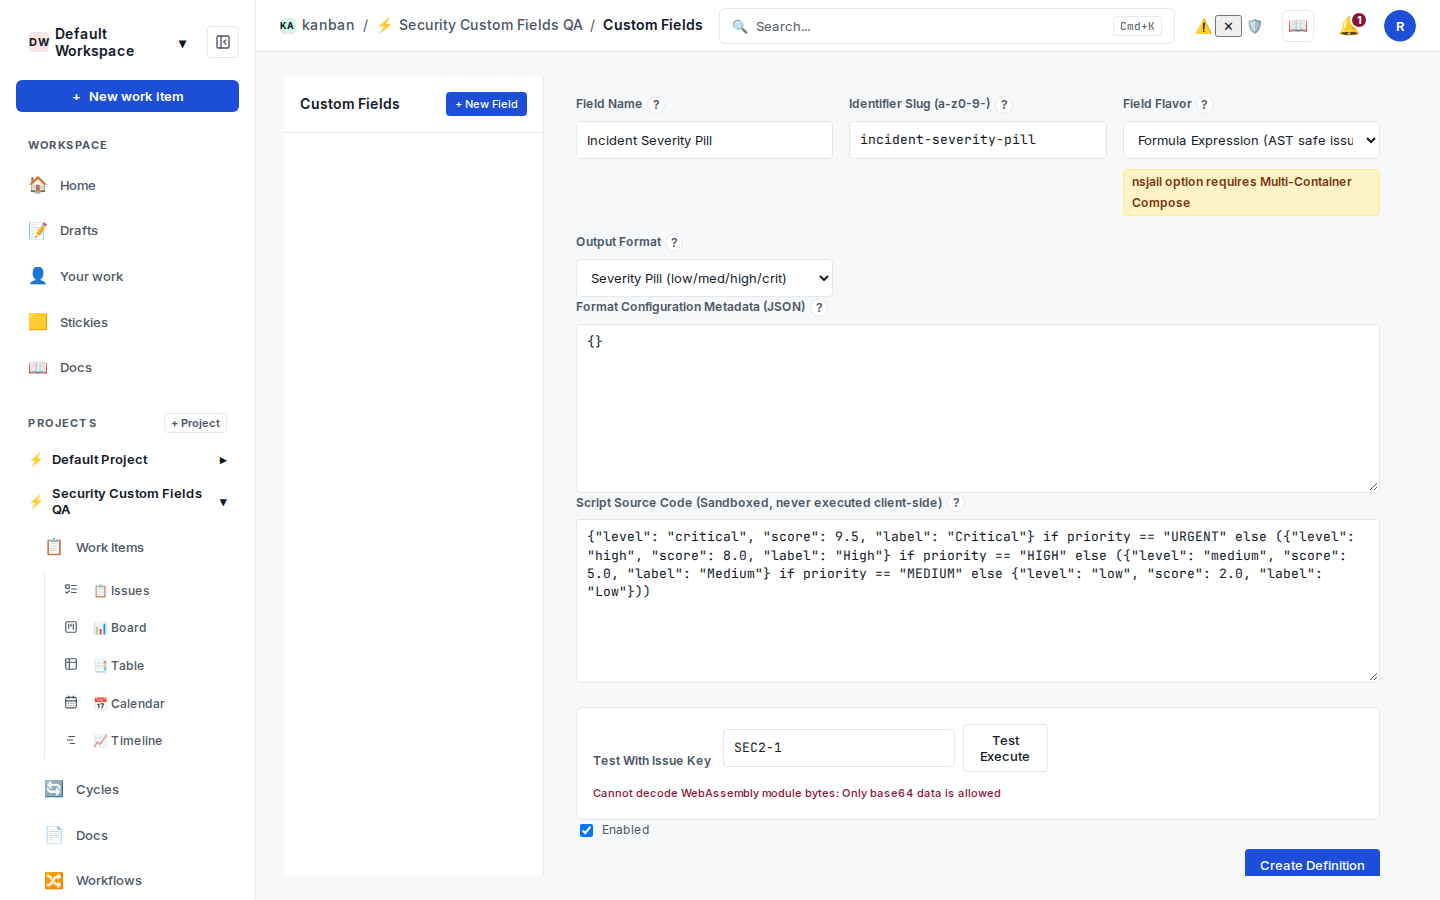 DW Default Workspace ▼
+ New work item
WORKSPACE
Home
Drafts
Your work
Stickies
Docs
PROJECTS + Project
Default Project ▸
Security Custom Fields QA ▾
Work Items
Issues
Board
Table
Calendar
Timeline
Cycles
Docs
Workflows
KA kanban / Security Custom Fields QA / Custom Fields
Search... Cmd+K
✕
1
R
Custom Fields + New Field
Field Name ?
Incident Severity Pill
Identifier Slug (a-z0-9-) ?
incident-severity-pill
Field Flavor ?
Formula Expression (AST safe issu
nsjail option requires Multi-Container
Compose
Output Format ?
Severity Pill (low/med/high/crit)
Format Configuration Metadata (JSON) ?
{}
Script Source Code (Sandboxed, never executed client-side) ?
{"level": "critical", "score": 9.5, "label": "Critical"} if priority == "URGENT" else ({"level":
"high", "score": 8.0, "label": "High"} if priority == "HIGH" else ({"level": "medium", "score":
5.0, "label": "Medium"} if priority == "MEDIUM" else {"level": "low", "score": 2.0, "label":
"Low"}))
Test With Issue Key
SEC2-1
Test
Execute
Cannot decode WebAssembly module bytes: Only base64 data is allowed
Enabled
Create Definition